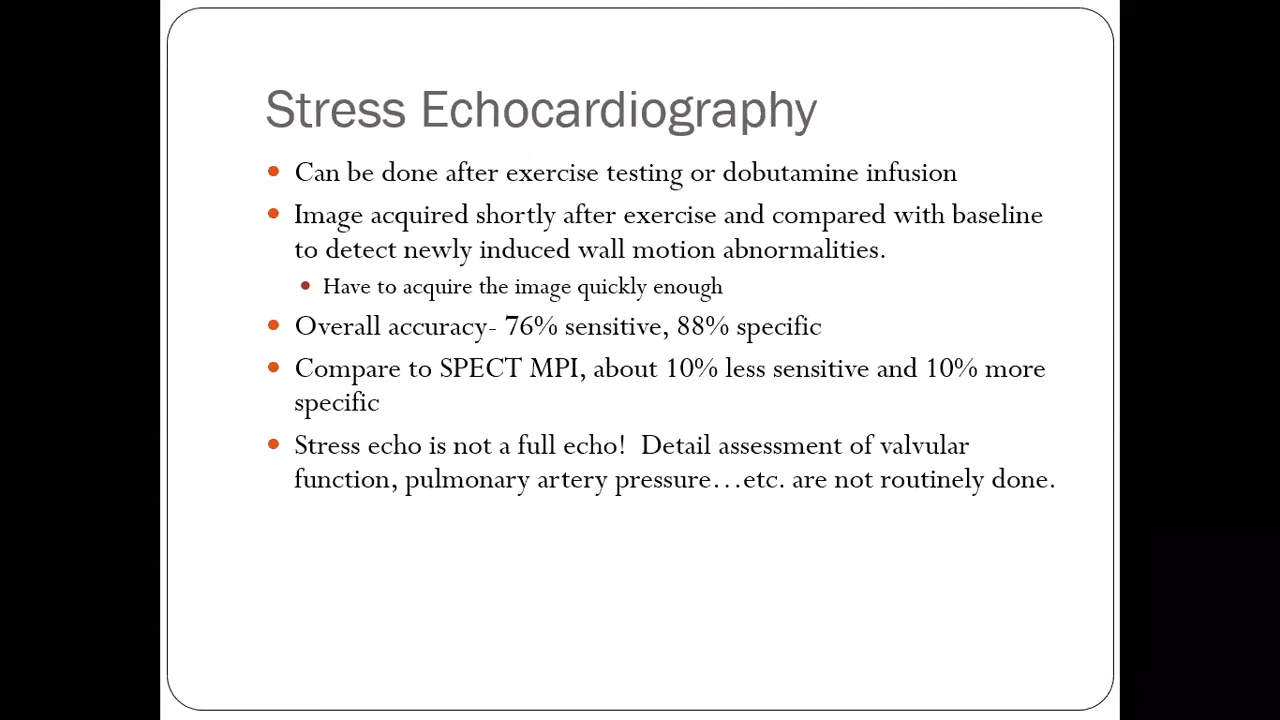 Stress Echocardiography
• Can be done after exercise testing or dobutamine infusion
• Image acquired shortly after exercise and compared with baseline
to detect newly induced wall motion abnormalities.
• Have to acquire the image quickly enough
• Overall accuracy- 76% sensitive, 88% specific
• Compare to SPECT MPI, about 10% less sensitive and 10% more
specific
• Stress echo is not a full echo!  Detail assessment of valvular
function, pulmonary artery pressure…etc. are not routinely done.